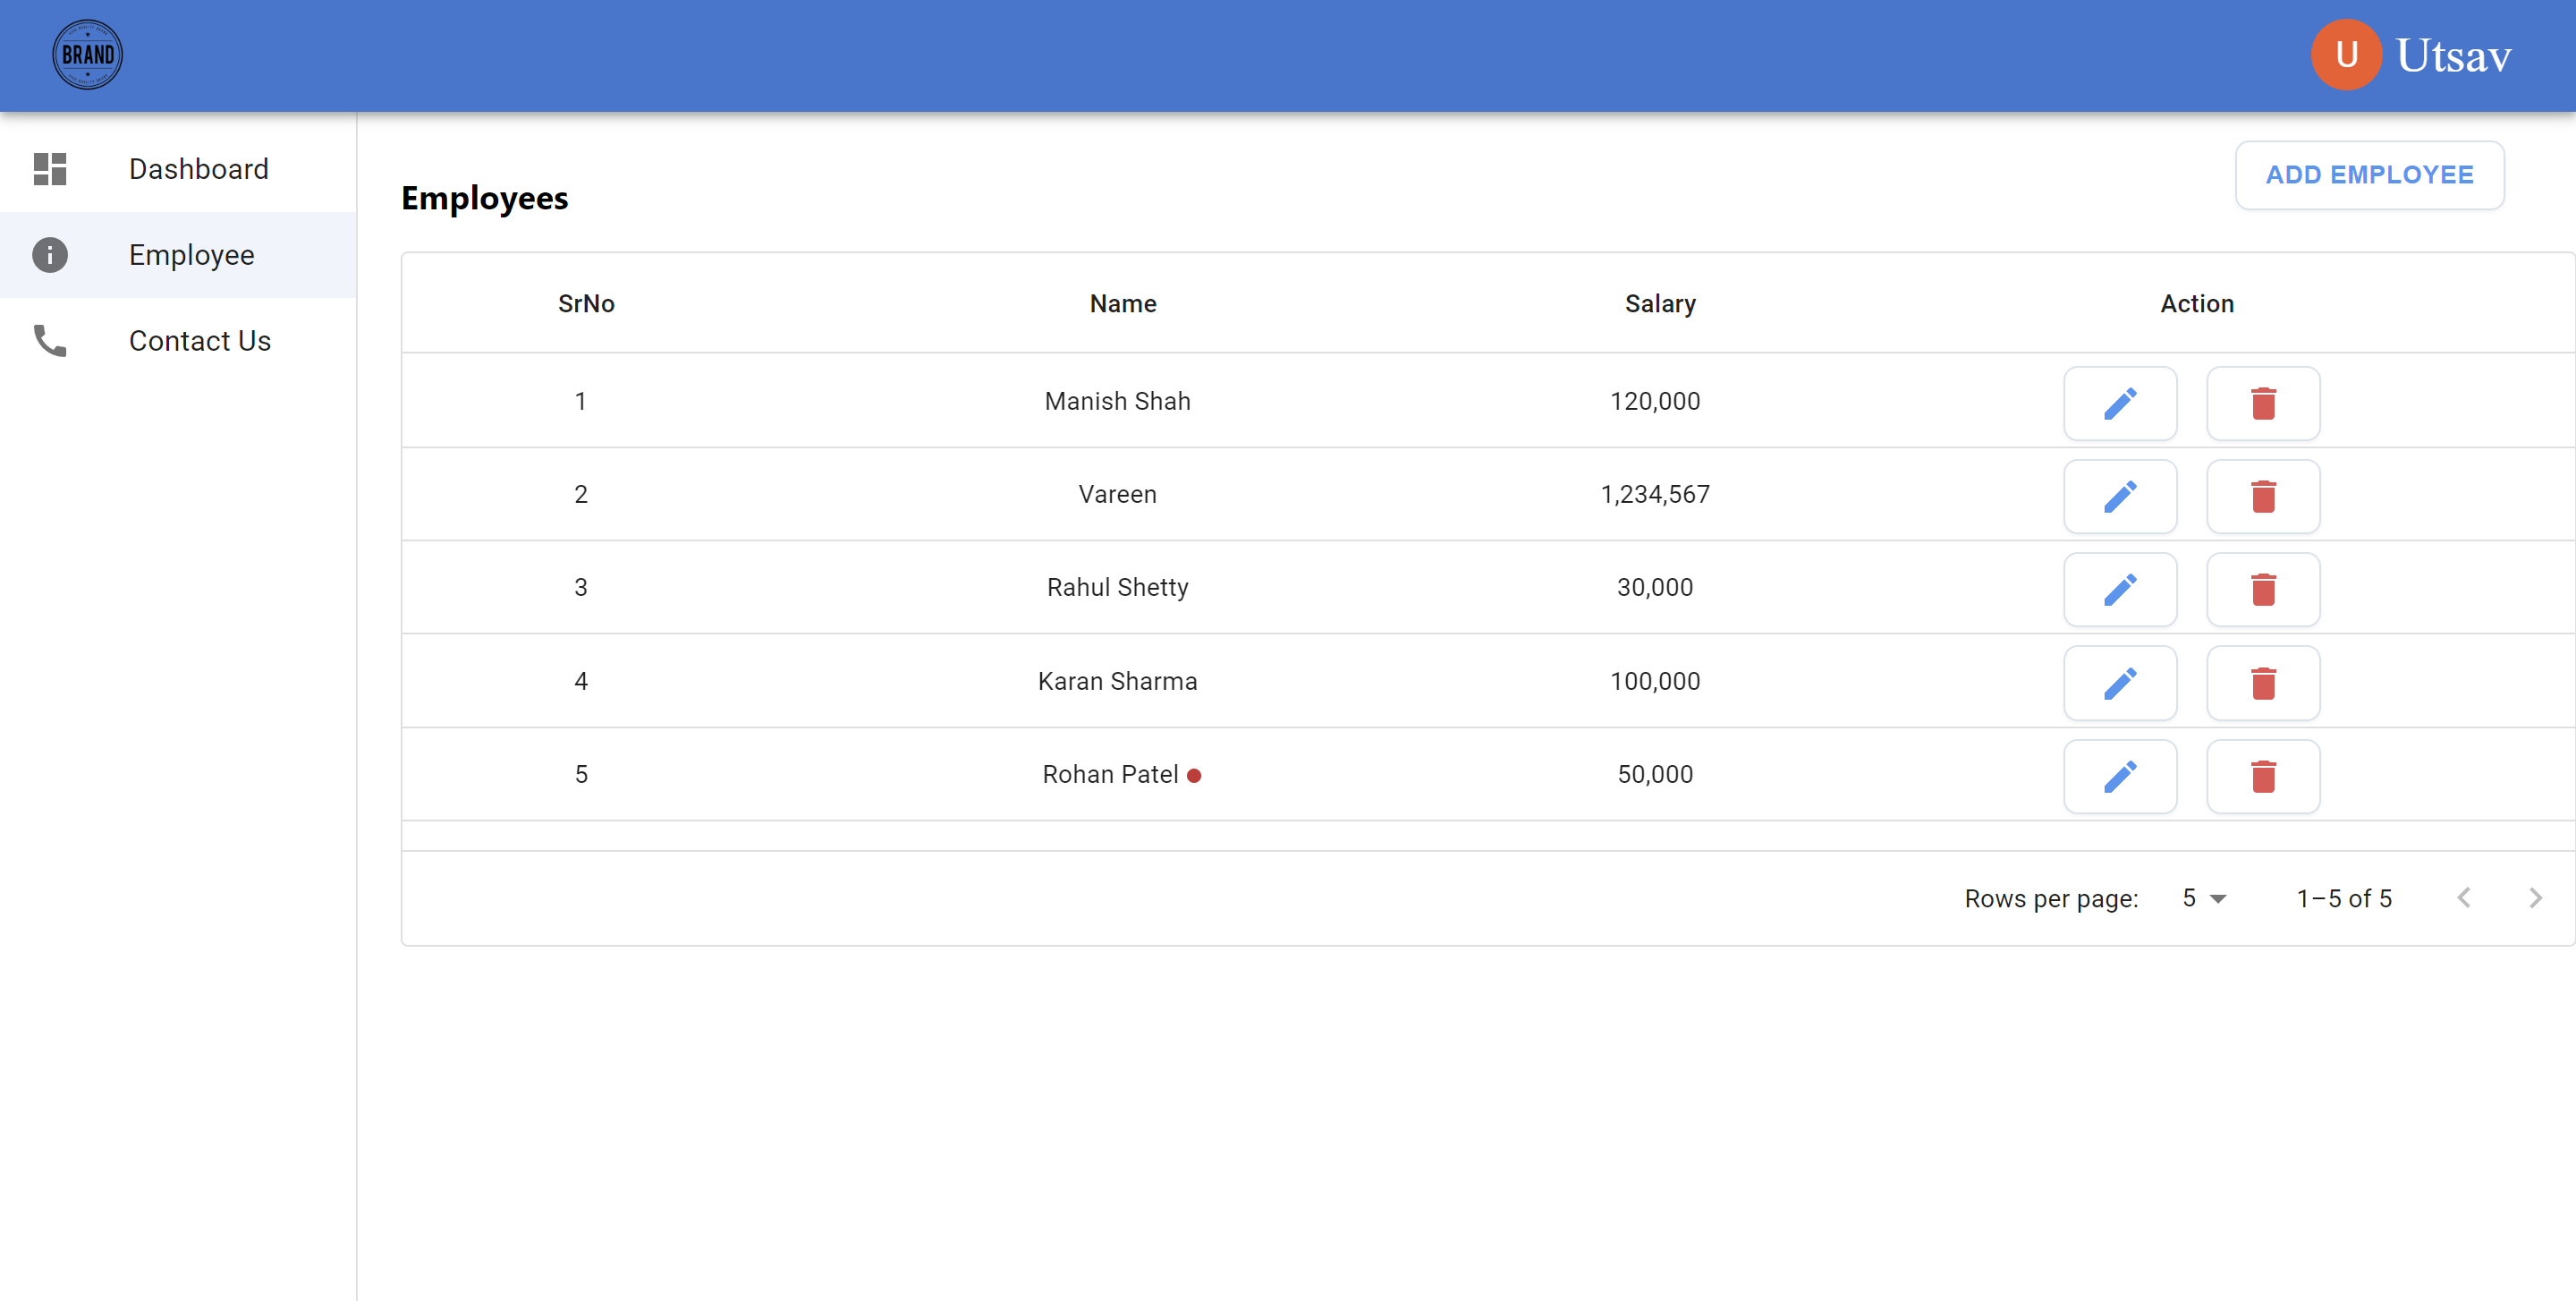 BRAND
U Utsav
Dashboard
Employee
Contact Us
ADD EMPLOYEE
Employees
SrNo Name Salary Action
1 Manish Shah 120,000
2 Vareen 1,234,567
3 Rahul Shetty 30,000
4 Karan Sharma 100,000
5 Rohan Patel 50,000
Rows per page: 5 1–5 of 5